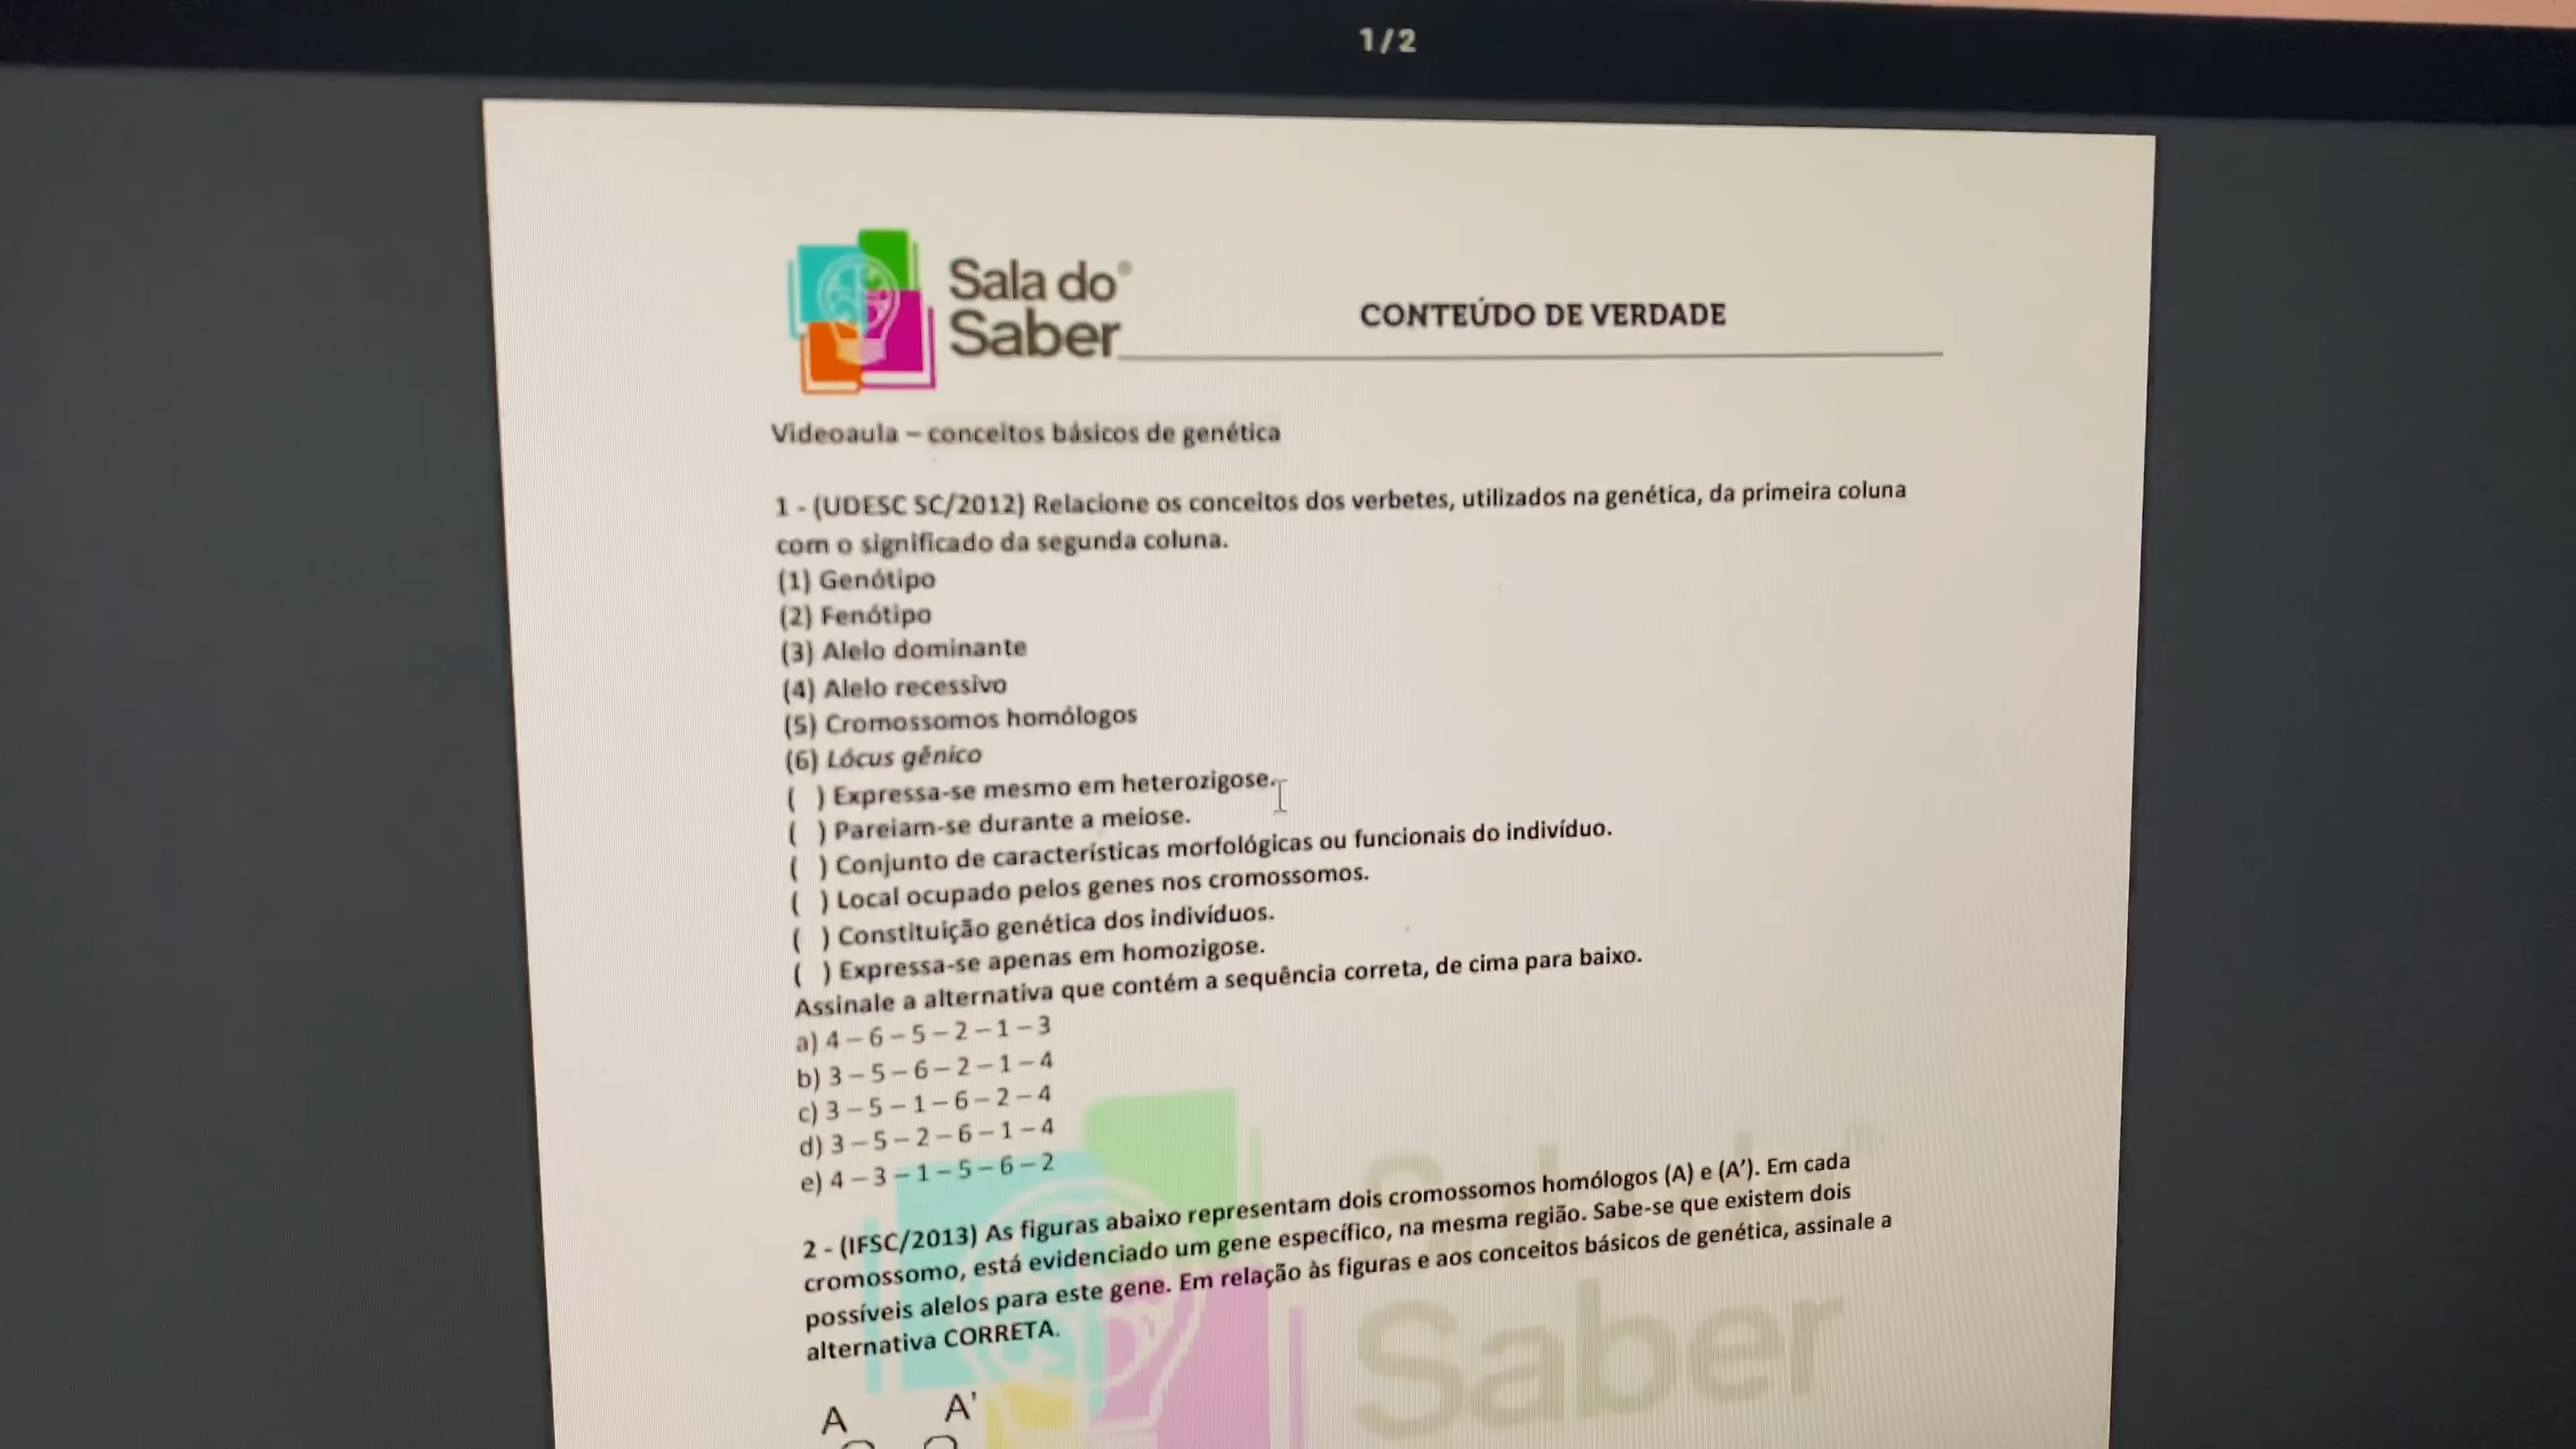 1/2
Sala do®
Saber
CONTEÚDO DE VERDADE
Videoaula – conceitos básicos de genética
1 - (UDESC SC/2012) Relacione os conceitos dos verbetes, utilizados na genética, da primeira coluna
com o significado da segunda coluna.
(1) Genótipo
(2) Fenótipo
(3) Alelo dominante
(4) Alelo recessivo
(5) Cromossomos homólogos
(6) Lócus gênico
(   ) Expressa-se mesmo em heterozigose.
(   ) Pareiam-se durante a meiose.
(   ) Conjunto de características morfológicas ou funcionais do indivíduo.
(   ) Local ocupado pelos genes nos cromossomos.
(   ) Constituição genética dos indivíduos.
(   ) Expressa-se apenas em homozigose.
Assinale a alternativa que contém a sequência correta, de cima para baixo.
a) 4 – 6 – 5 – 2 – 1 – 3
b) 3 – 5 – 6 – 2 – 1 – 4
c) 3 – 5 – 1 – 6 – 2 – 4
d) 3 – 5 – 2 – 6 – 1 – 4
e) 4 – 3 – 1 – 5 – 6 – 2
2 - (IFSC/2013) As figuras abaixo representam dois cromossomos homólogos (A) e (A’). Em cada
cromossomo, está evidenciado um gene específico, na mesma região. Sabe-se que existem dois
possíveis alelos para este gene. Em relação às figuras e aos conceitos básicos de genética, assinale a
alternativa CORRETA.
Saber
A A'